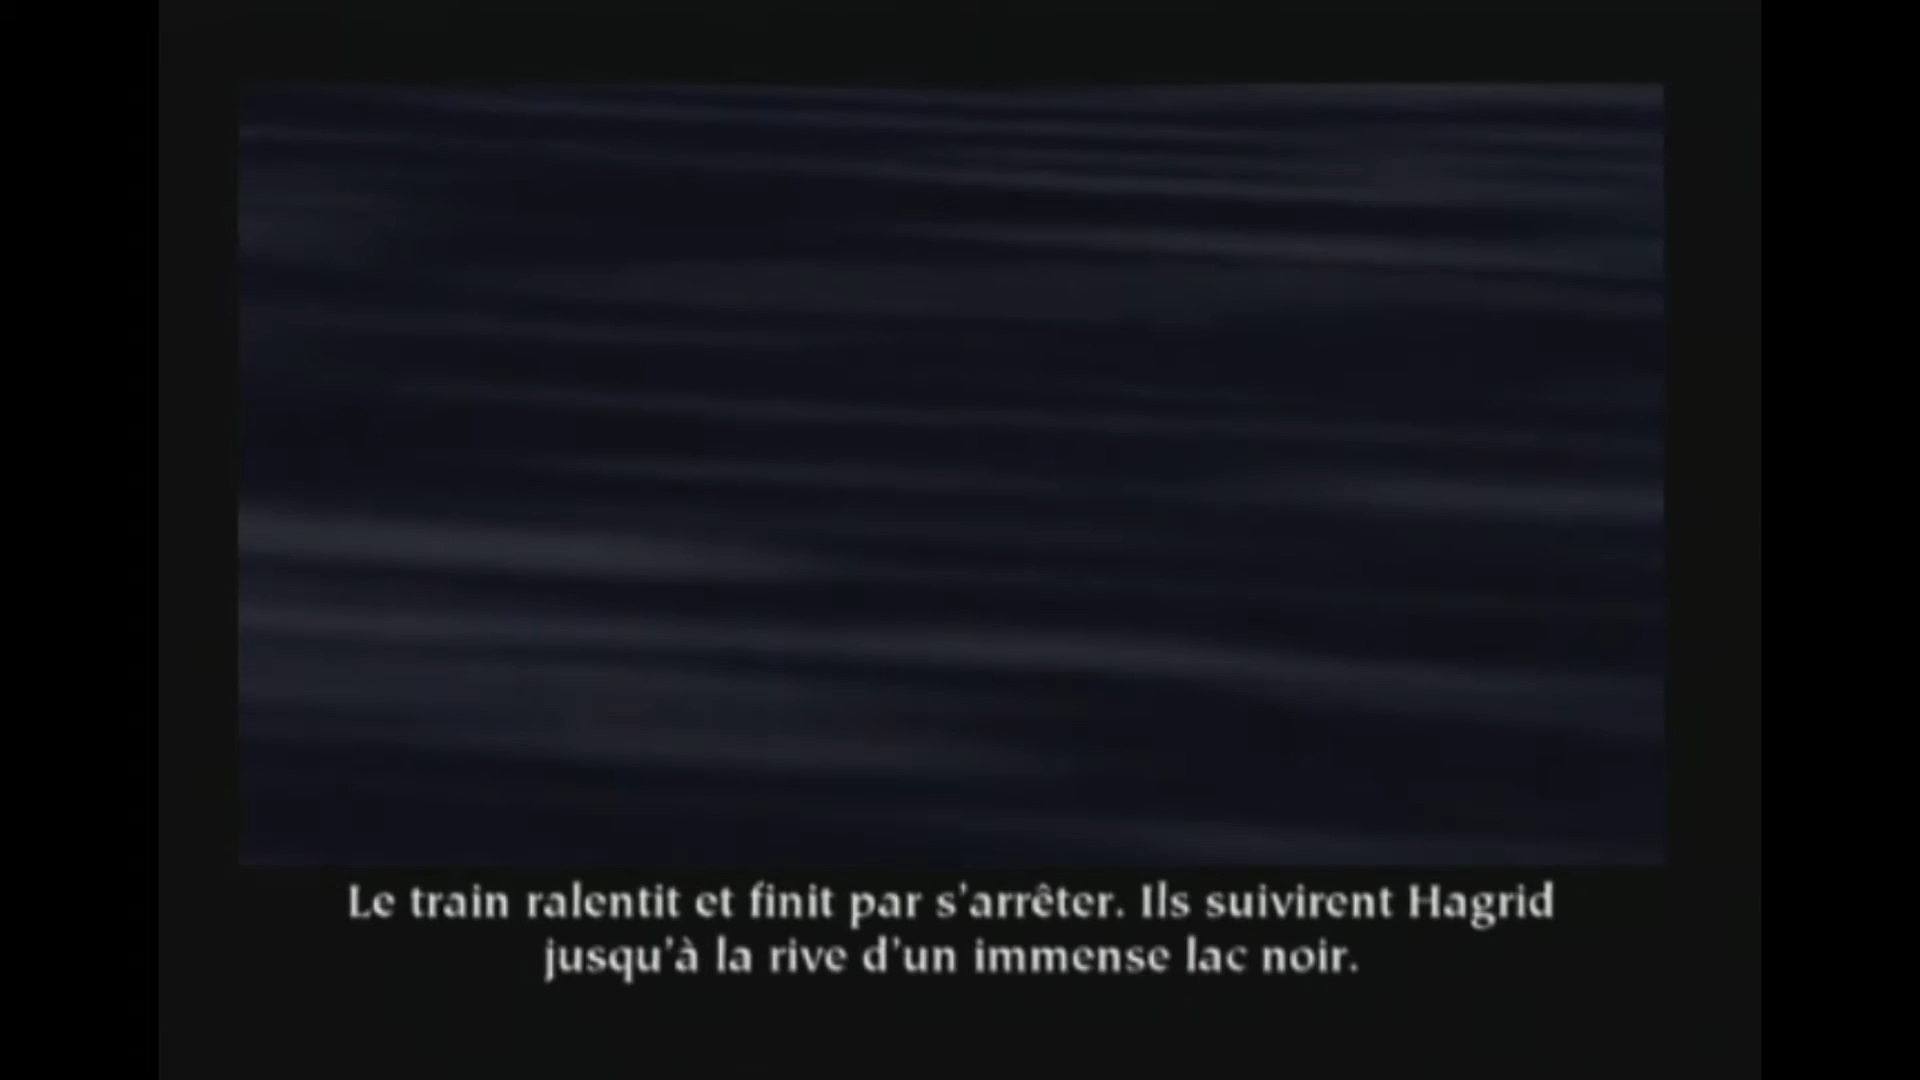 Le train ralentit et finit par s'arrêter. Ils suivirent Hagrid
jusqu'à la rive d'un immense lac noir.